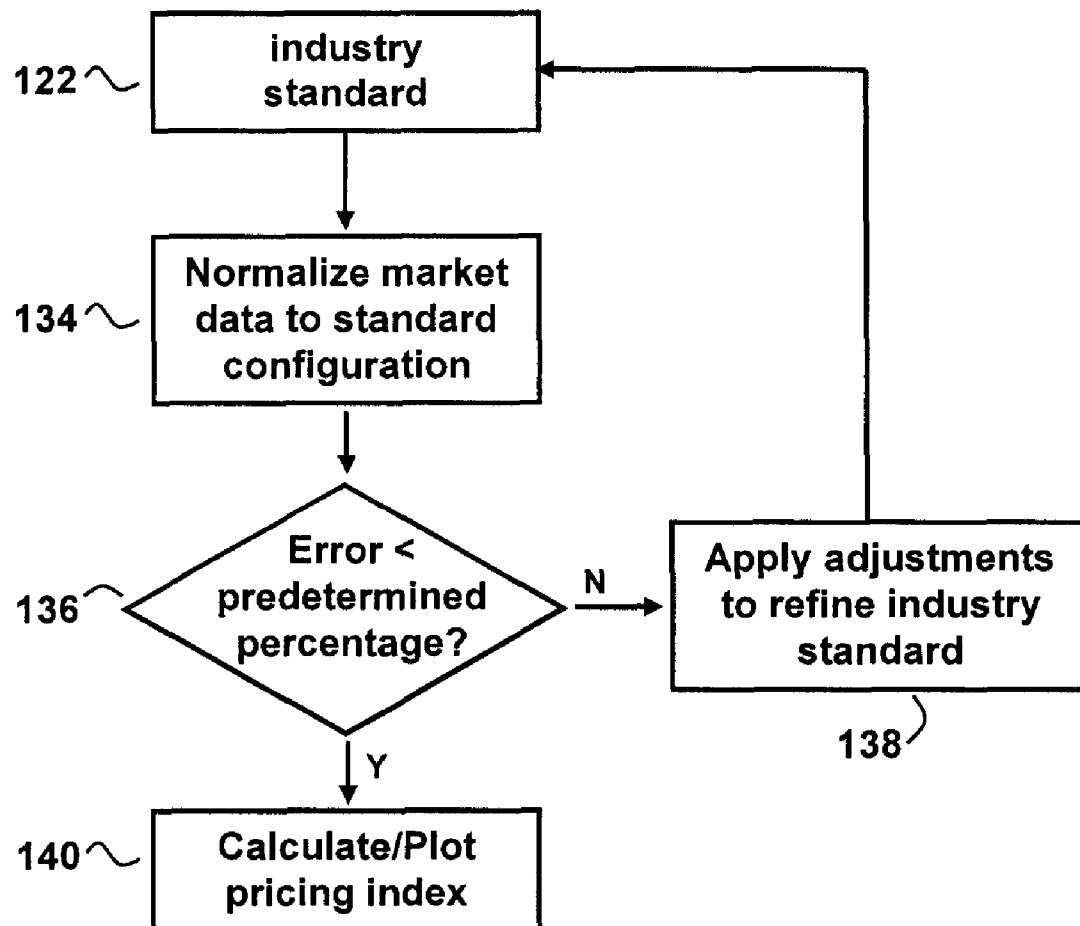 industry
standard
122
Normalize market
data to standard
configuration
134
Error <
predetermined
percentage?
136
N
Apply adjustments
to refine industry
standard
138
Y
Calculate/Plot
pricing index
140